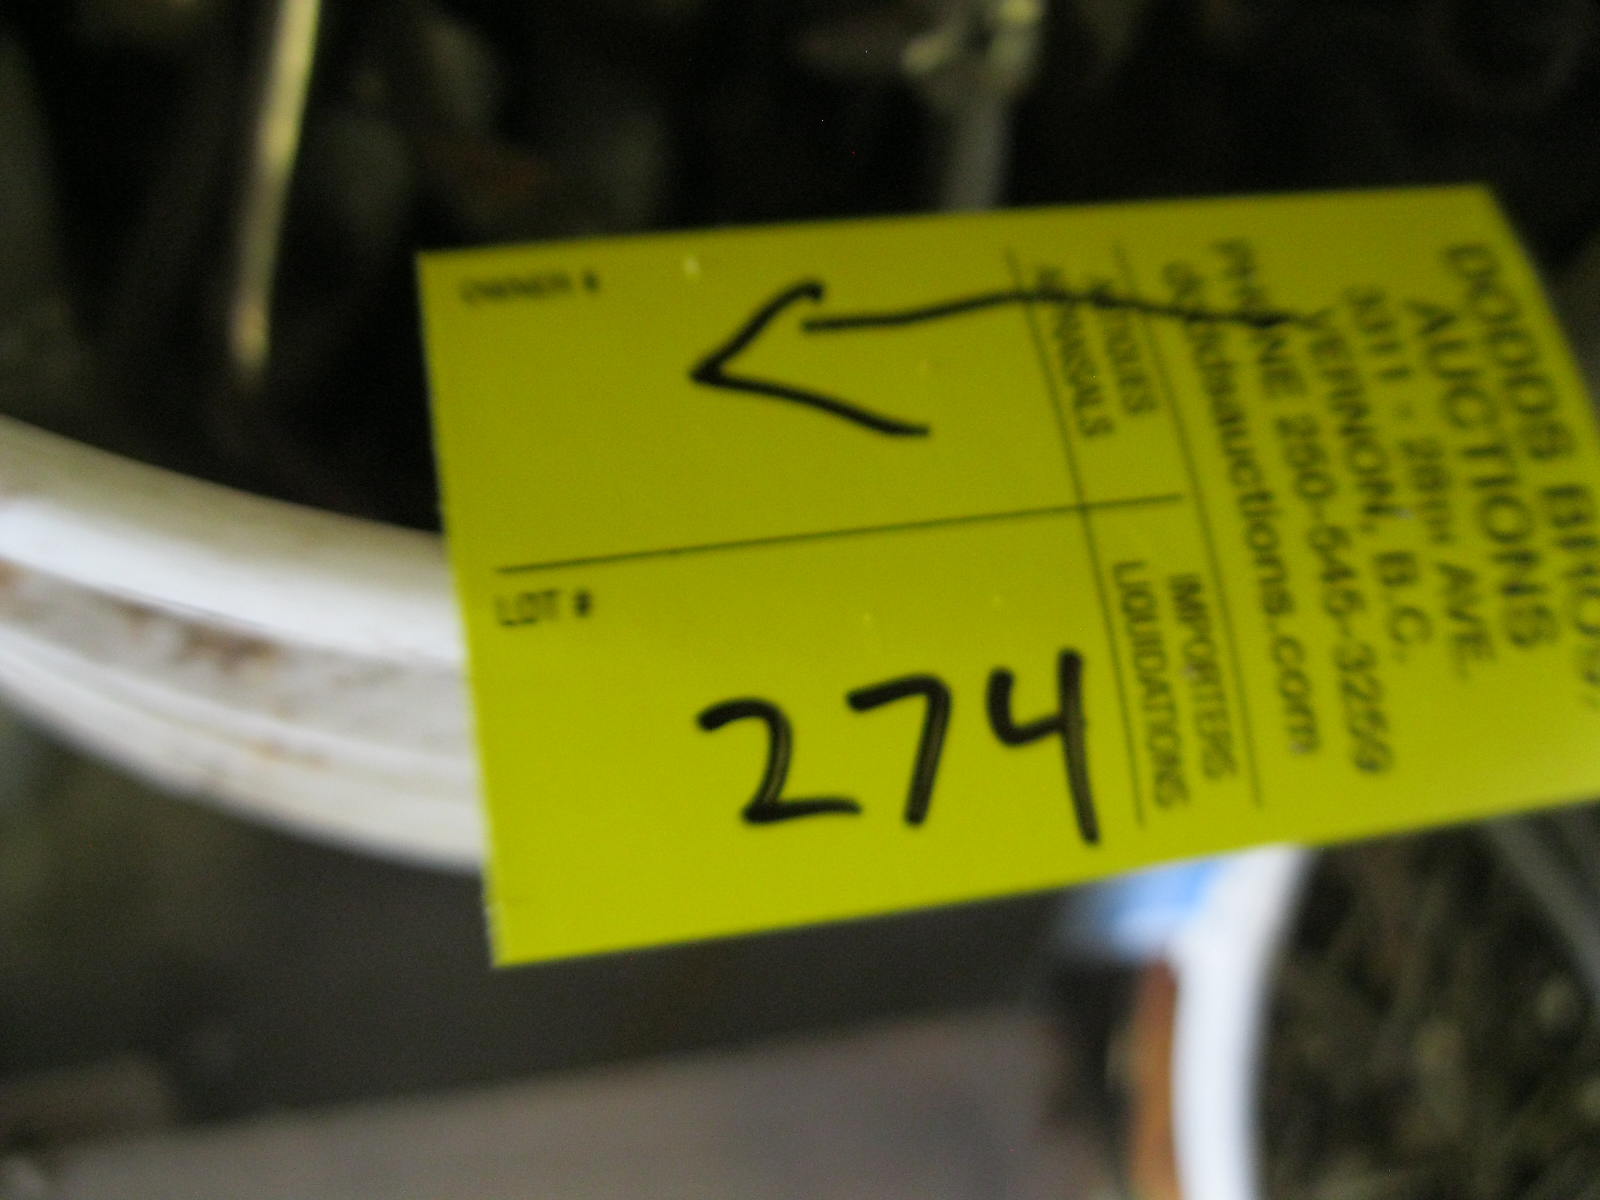 DODDS BROS.
AUCTIONS
3311 - 28TH AVE.
VERNON, B.C.
PHONE 250-545-3259
doddsauctions.com
ANTIQUES
APPRAISALS
IMPORTERS
LIQUIDATIONS
OWNER #
LOT #
274